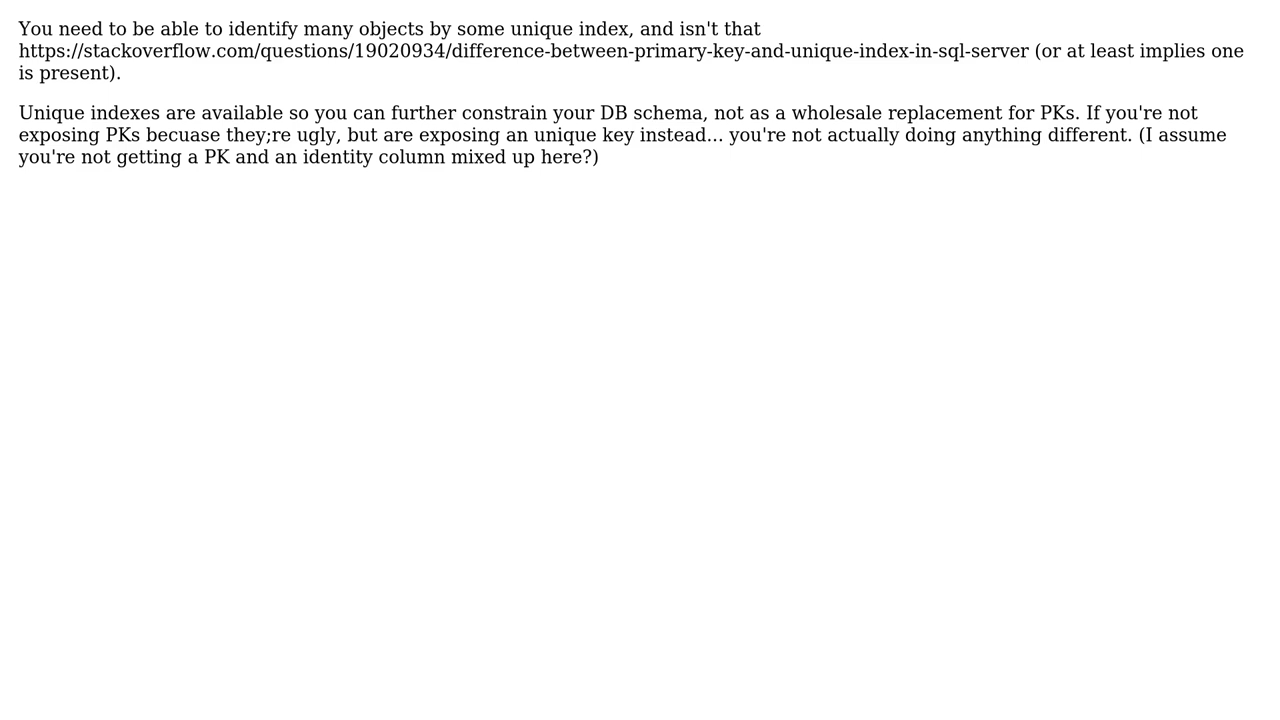 You need to be able to identify many objects by some unique index, and isn't that
https://stackoverflow.com/questions/19020934/difference-between-primary-key-and-unique-index-in-sql-server (or at least implies one
is present).
Unique indexes are available so you can further constrain your DB schema, not as a wholesale replacement for PKs. If you're not
exposing PKs becuase they;re ugly, but are exposing an unique key instead... you're not actually doing anything different. (I assume
you're not getting a PK and an identity column mixed up here?)